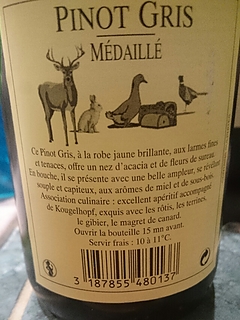 PINOT GRIS
MÉDAILLÉ
Ce Pinot Gris, à la robe jaune brillante, aux larmes fines
et tenaces, offre un nez d'acacia et de fleurs de sureau.
En bouche, il se présente avec une belle ampleur, se révélant
souple et capiteux, aux arômes de miel et de sous-bois.
Association culinaire : excellent apéritif accompagné
de Kougelhopf, exquis avec les rôtis, les terrines,
le gibier, le magret de canard.
Ouvrir la bouteille 15 mn avant.
Servir frais : 10 à 11°C.
3 187855 480137